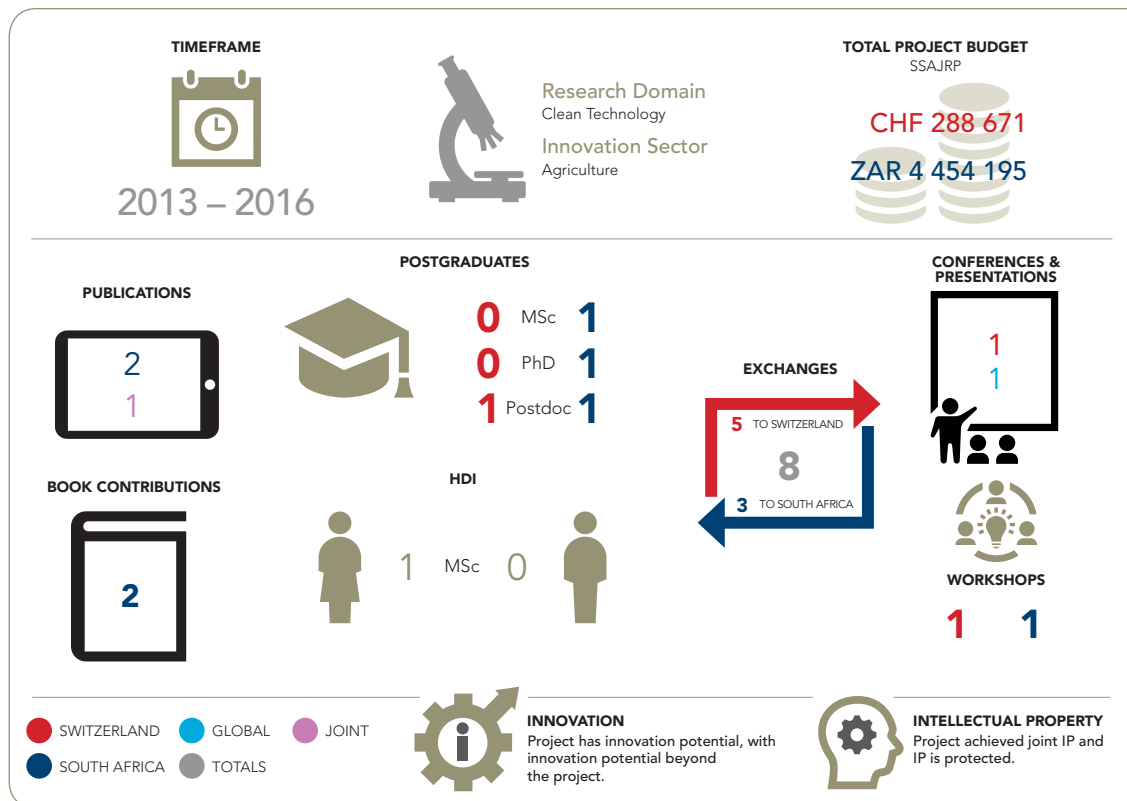 TIMEFRAME
2013 – 2016
Research Domain
Clean Technology
Innovation Sector
Agriculture
TOTAL PROJECT BUDGET
SSAJRP
CHF 288 671
ZAR 4 454 195
PUBLICATIONS
2
1
POSTGRADUATES
0 MSc 1
0 PhD 1
1 Postdoc 1
EXCHANGES
5 TO SWITZERLAND
8
3 TO SOUTH AFRICA
CONFERENCES &
PRESENTATIONS
1
1
BOOK CONTRIBUTIONS
2
HDI
1 MSc 0
WORKSHOPS
1 1
SWITZERLAND
GLOBAL
JOINT
SOUTH AFRICA
TOTALS
i
INNOVATION
Project has innovation potential, with
innovation potential beyond
the project.
INTELLECTUAL PROPERTY
Project achieved joint IP and
IP is protected.